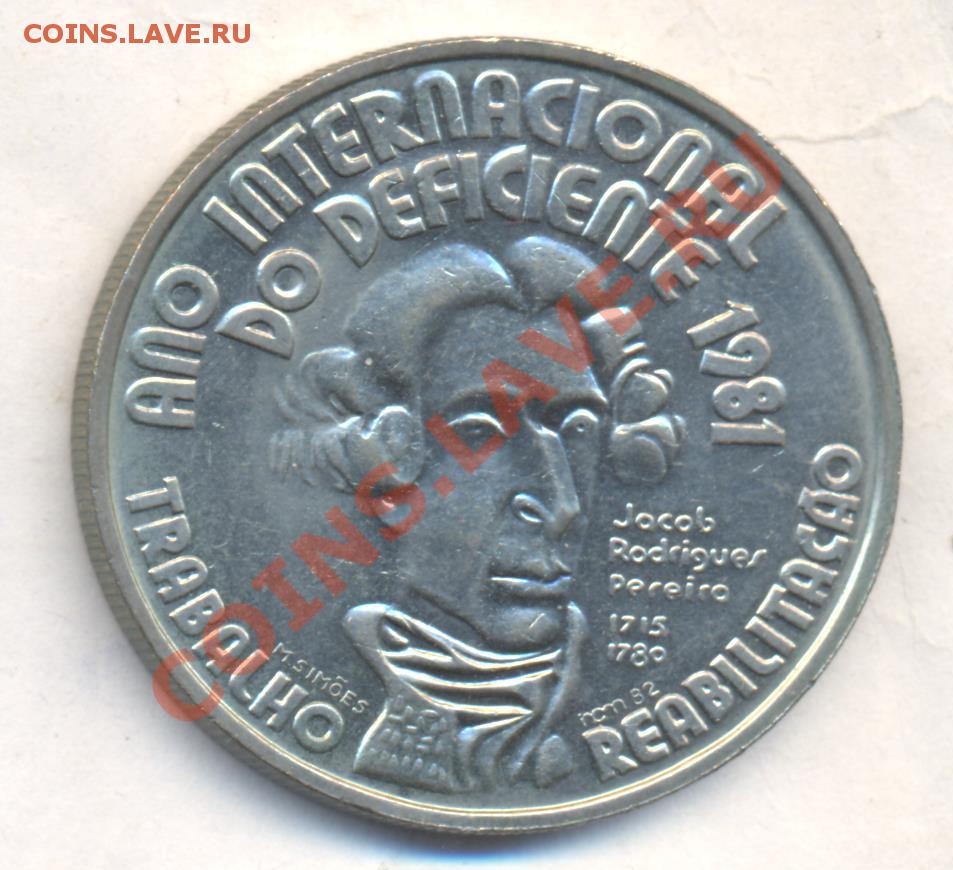 COINS.LAVE.RU
ANO INTERNACIONAL
DO DEFICIENTE 1981
Jacob
Rodrigues
Pereira
1715
1780
TRABALHO
REABILITAÇÃO
M.SIMÕES
ncm 82
COINS.LAVE.RU